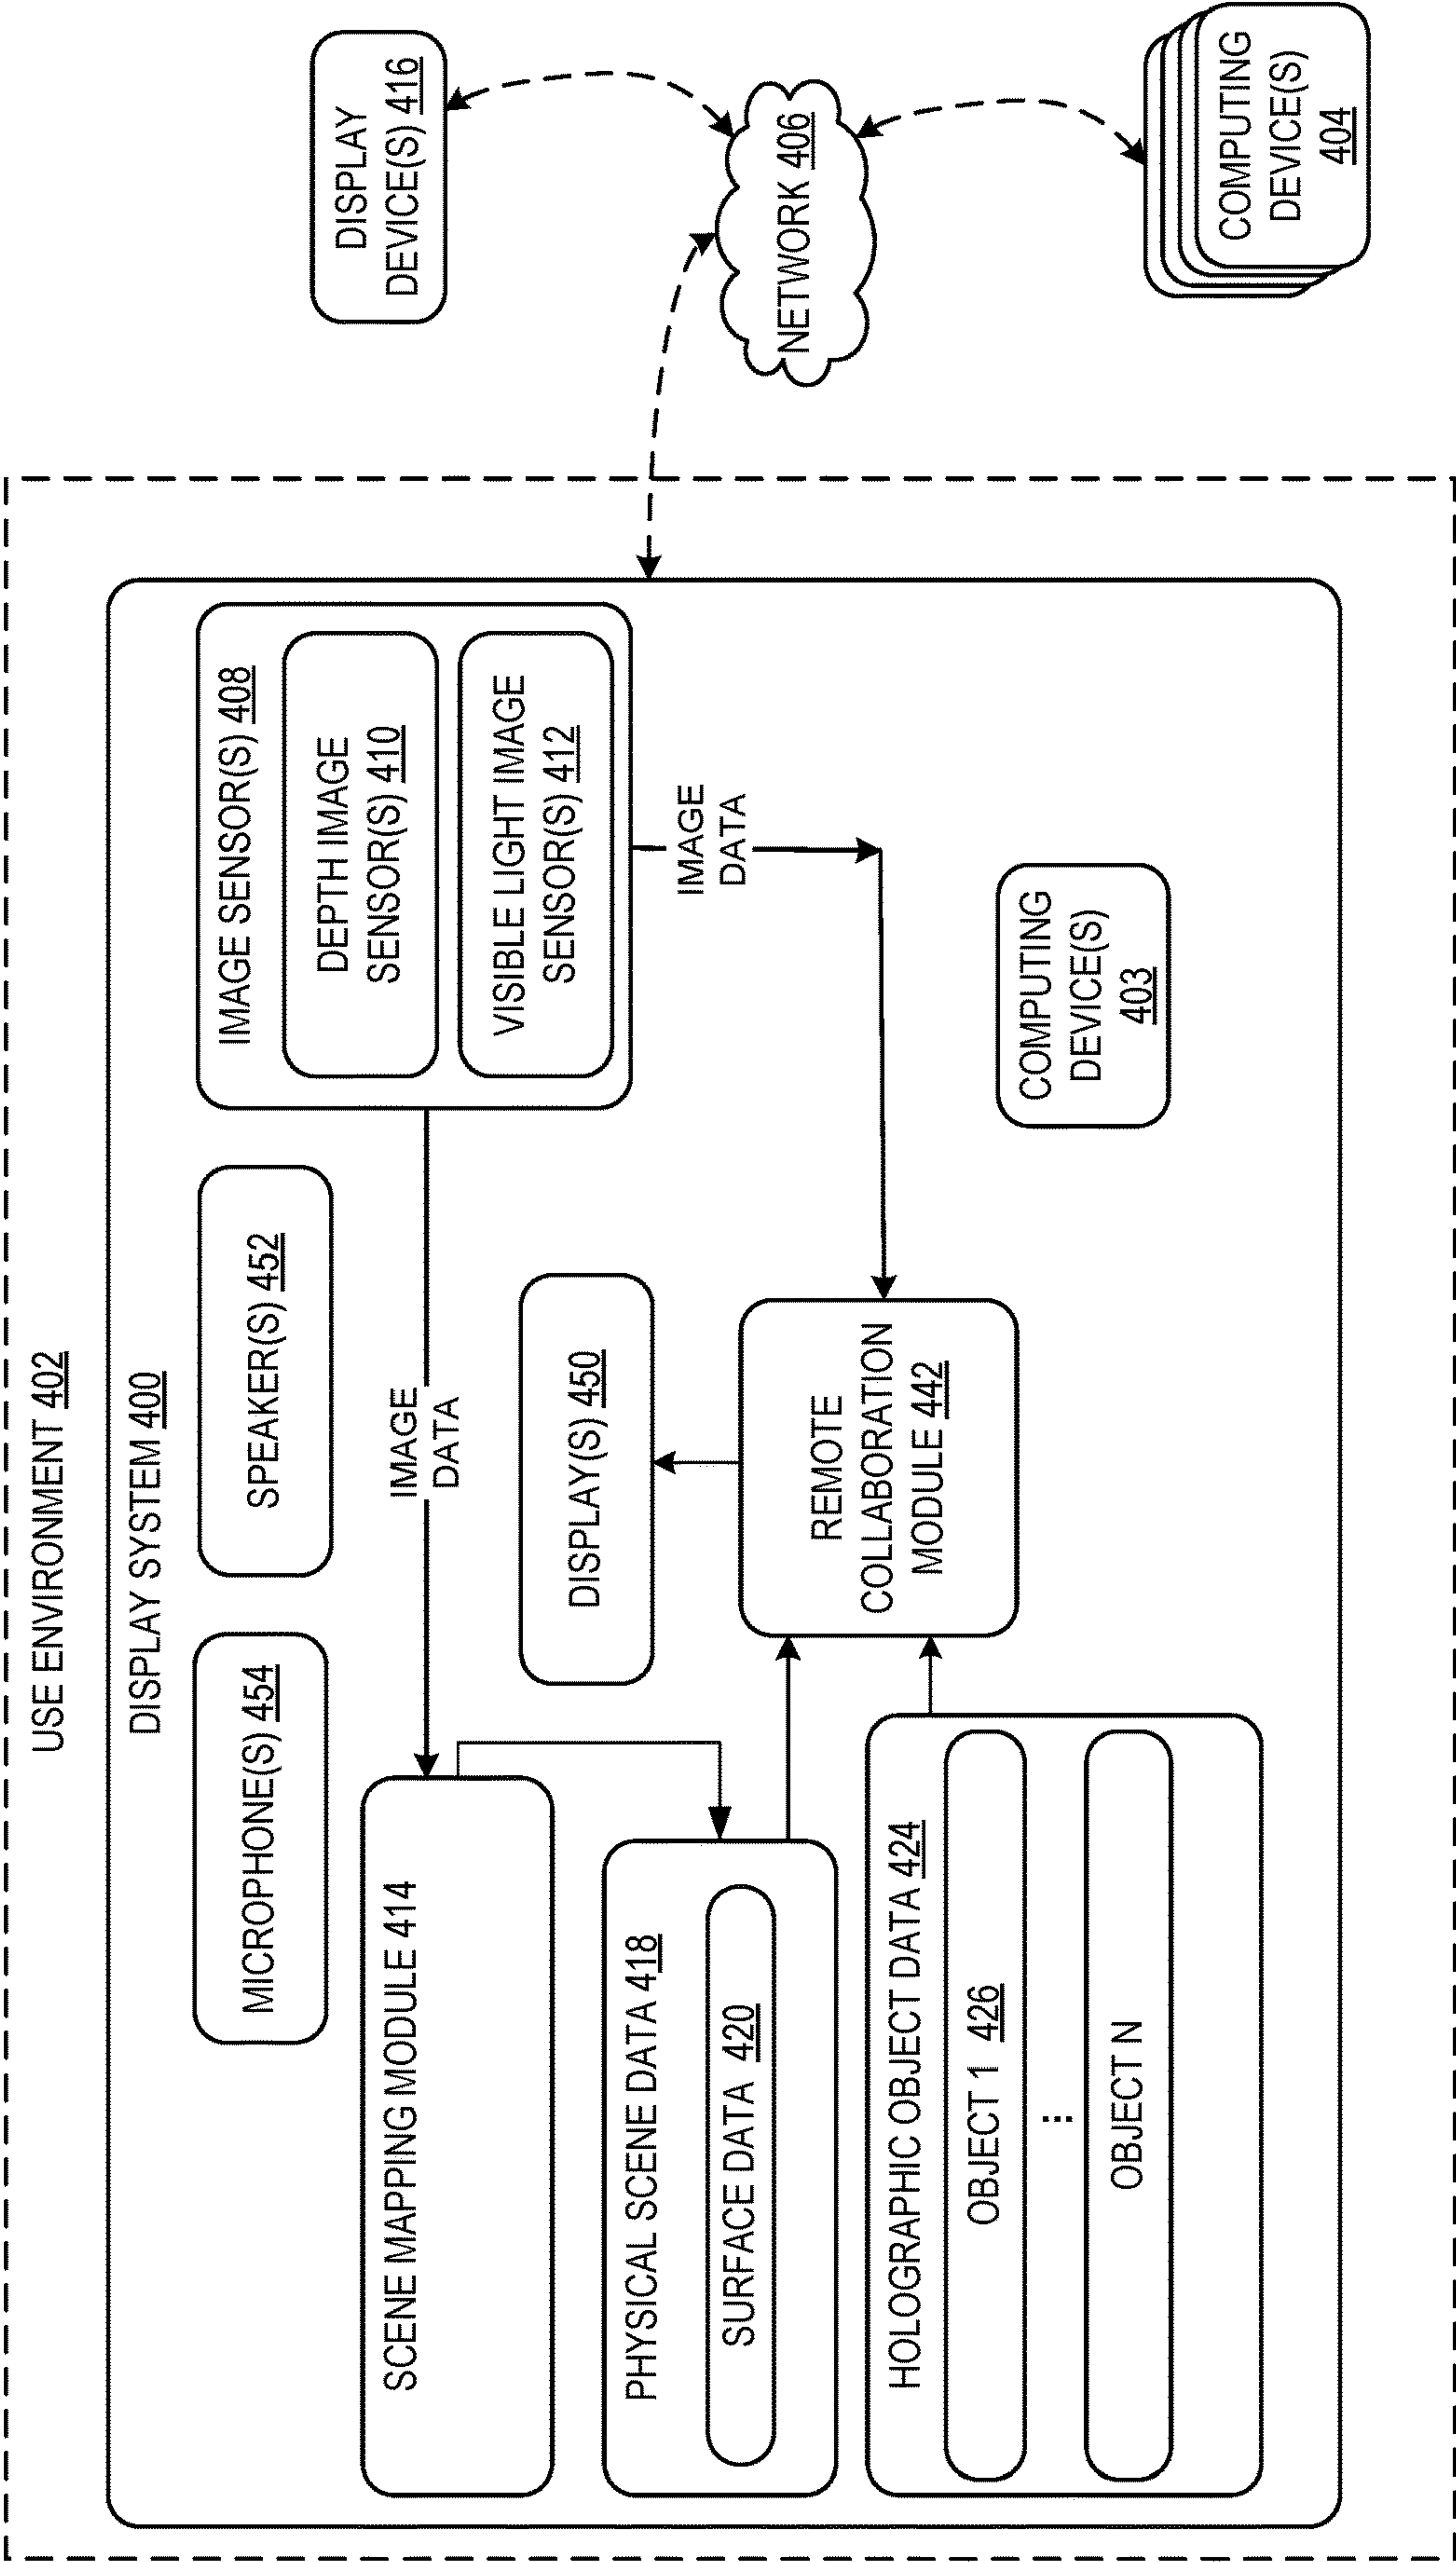 USE ENVIRONMENT 402
DISPLAY SYSTEM 400
MICROPHONE(S) 454
SPEAKER(S) 452
IMAGE SENSOR(S) 408
DEPTH IMAGE
SENSOR(S) 410
VISIBLE LIGHT IMAGE
SENSOR(S) 412
SCENE MAPPING MODULE 414
IMAGE
DATA
PHYSICAL SCENE DATA 418
SURFACE DATA 420
DISPLAY(S) 450
IMAGE
DATA
HOLOGRAPHIC OBJECT DATA 424
OBJECT 1 426
...
OBJECT N
REMOTE
COLLABORATION
MODULE 442
COMPUTING
DEVICE(S)
403
DISPLAY
DEVICE(S) 416
NETWORK 406
COMPUTING
DEVICE(S)
404